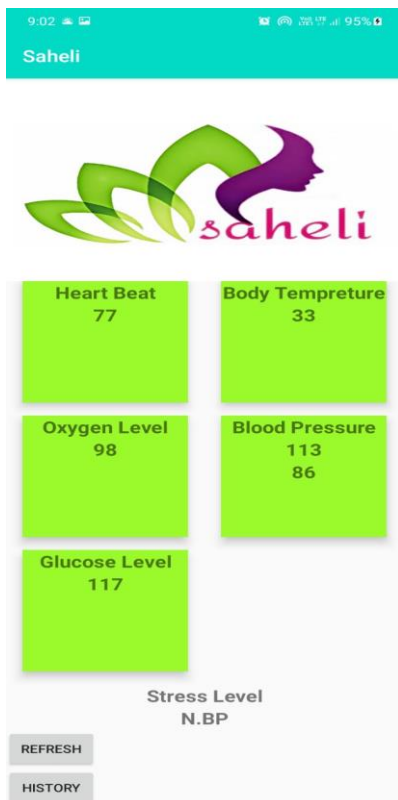 9:02
95%
Saheli
saheli
Heart Beat
77
Body Tempreture
33
Oxygen Level
98
Blood Pressure
113
86
Glucose Level
117
Stress Level
N.BP
REFRESH
HISTORY